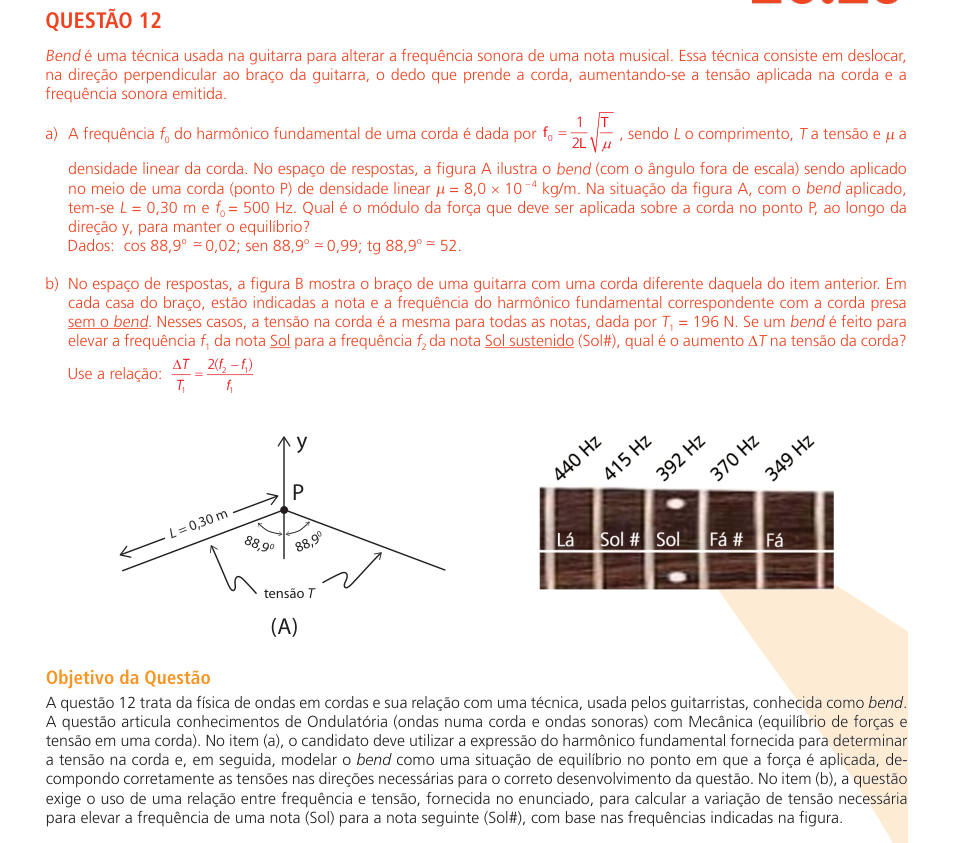 QUESTÃO 12
Bend é uma técnica usada na guitarra para alterar a frequência sonora de uma nota musical. Essa técnica consiste em deslocar,
na direção perpendicular ao braço da guitarra, o dedo que prende a corda, aumentando-se a tensão aplicada na corda e a
frequência sonora emitida.
a) A frequência f₀ do harmônico fundamental de uma corda é dada por f₀ = 1/2L √(T/μ) , sendo L o comprimento, T a tensão e μ a
densidade linear da corda. No espaço de respostas, a figura A ilustra o bend (com o ângulo fora de escala) sendo aplicado
no meio de uma corda (ponto P) de densidade linear μ = 8,0 × 10⁻⁴ kg/m. Na situação da figura A, com o bend aplicado,
tem-se L = 0,30 m e f₀ = 500 Hz. Qual é o módulo da força que deve ser aplicada sobre a corda no ponto P, ao longo da
direção y, para manter o equilíbrio?
Dados: cos 88,9º ≃ 0,02; sen 88,9º ≃ 0,99; tg 88,9º ≃ 52.
b) No espaço de respostas, a figura B mostra o braço de uma guitarra com uma corda diferente daquela do item anterior. Em
cada casa do braço, estão indicadas a nota e a frequência do harmônico fundamental correspondente com a corda presa
sem o bend. Nesses casos, a tensão na corda é a mesma para todas as notas, dada por T₁ = 196 N. Se um bend é feito para
elevar a frequência f₁ da nota Sol para a frequência f₂ da nota Sol sustenido (Sol#), qual é o aumento ΔT na tensão da corda?
Use a relação: ΔT/T₁ = 2(f₂ − f₁)/f₁
y
P
L = 0,30 m
88,9º
88,9º
tensão T
(A)
440 Hz
415 Hz
392 Hz
370 Hz
349 Hz
Lá
Sol #
Sol
Fá #
Fá
Objetivo da Questão
A questão 12 trata da física de ondas em cordas e sua relação com uma técnica, usada pelos guitarristas, conhecida como bend.
A questão articula conhecimentos de Ondulatória (ondas numa corda e ondas sonoras) com Mecânica (equilíbrio de forças e
tensão em uma corda). No item (a), o candidato deve utilizar a expressão do harmônico fundamental fornecida para determinar
a tensão na corda e, em seguida, modelar o bend como uma situação de equilíbrio no ponto em que a força é aplicada, de-
compondo corretamente as tensões nas direções necessárias para o correto desenvolvimento da questão. No item (b), a questão
exige o uso de uma relação entre frequência e tensão, fornecida no enunciado, para calcular a variação de tensão necessária
para elevar a frequência de uma nota (Sol) para a nota seguinte (Sol#), com base nas frequências indicadas na figura.